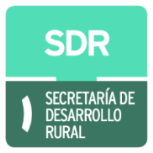 SDR
SECRETARÍA DE
DESARROLLO
RURAL